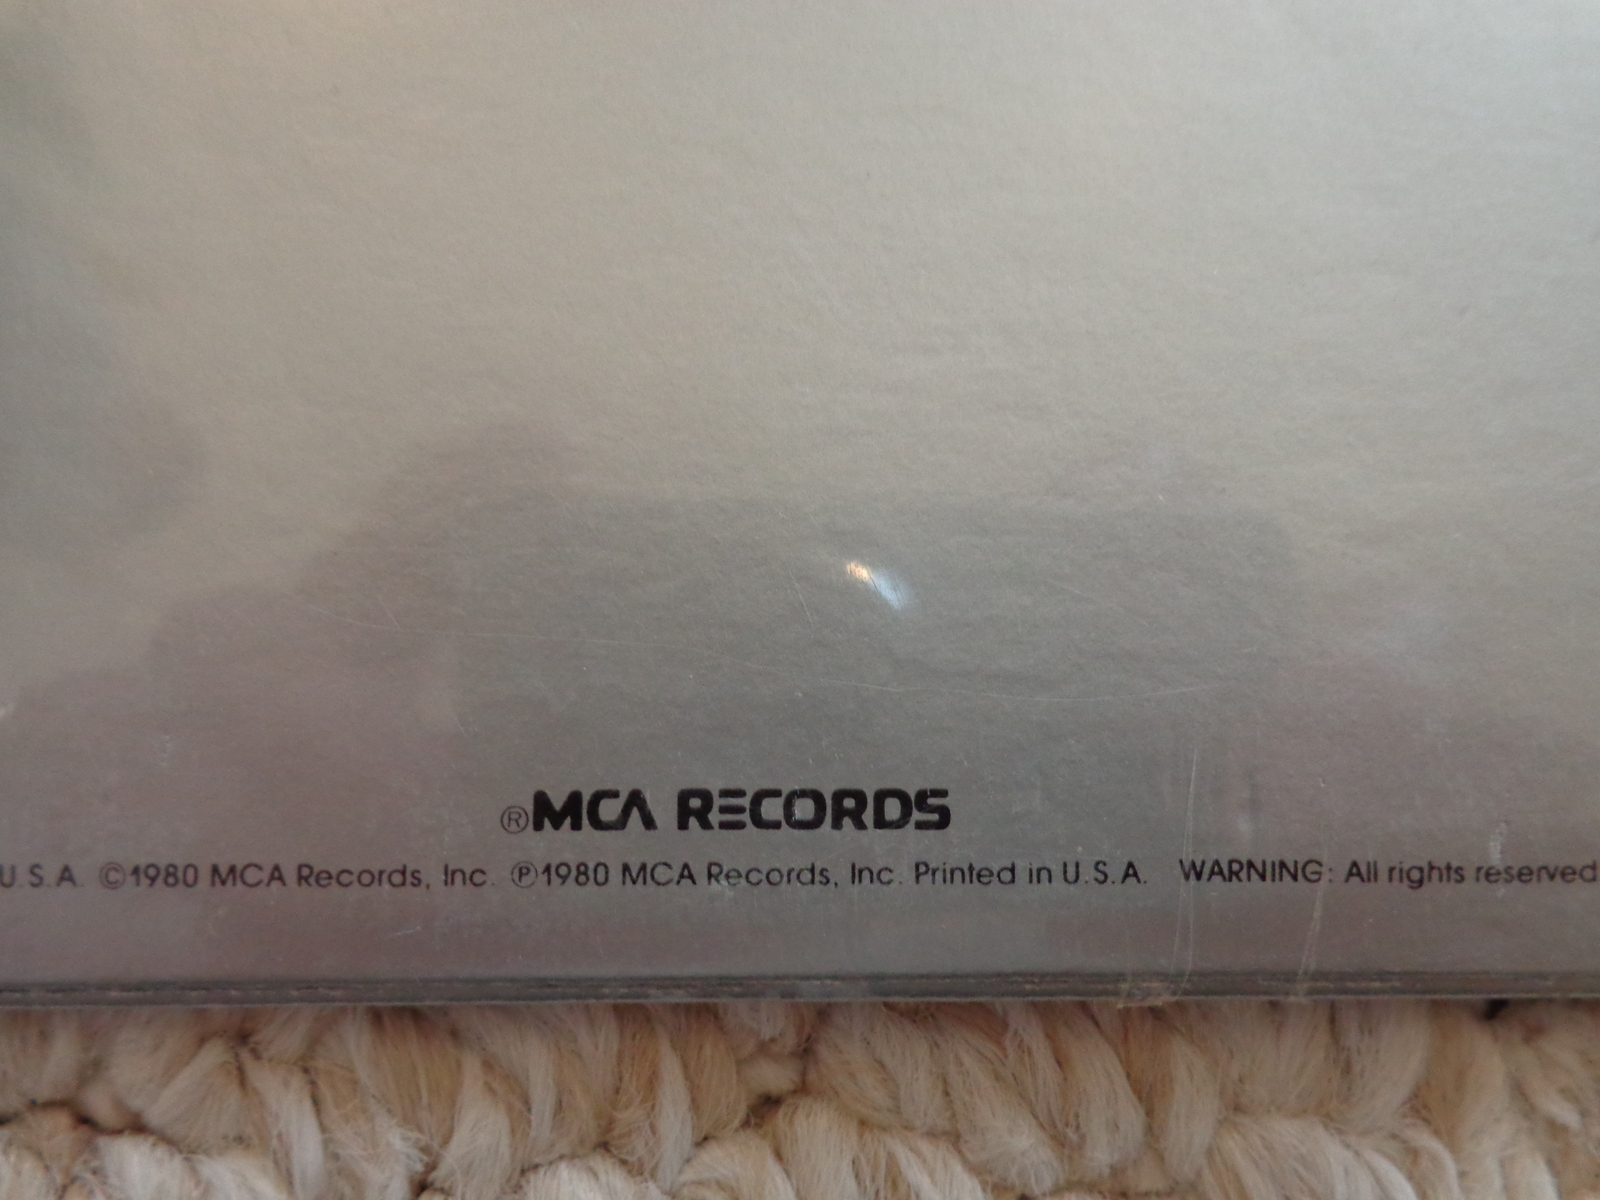 ®MCA RECORDS
U.S.A. ©1980 MCA Records, Inc. ℗1980 MCA Records, Inc. Printed in U.S.A. WARNING: All rights reserved